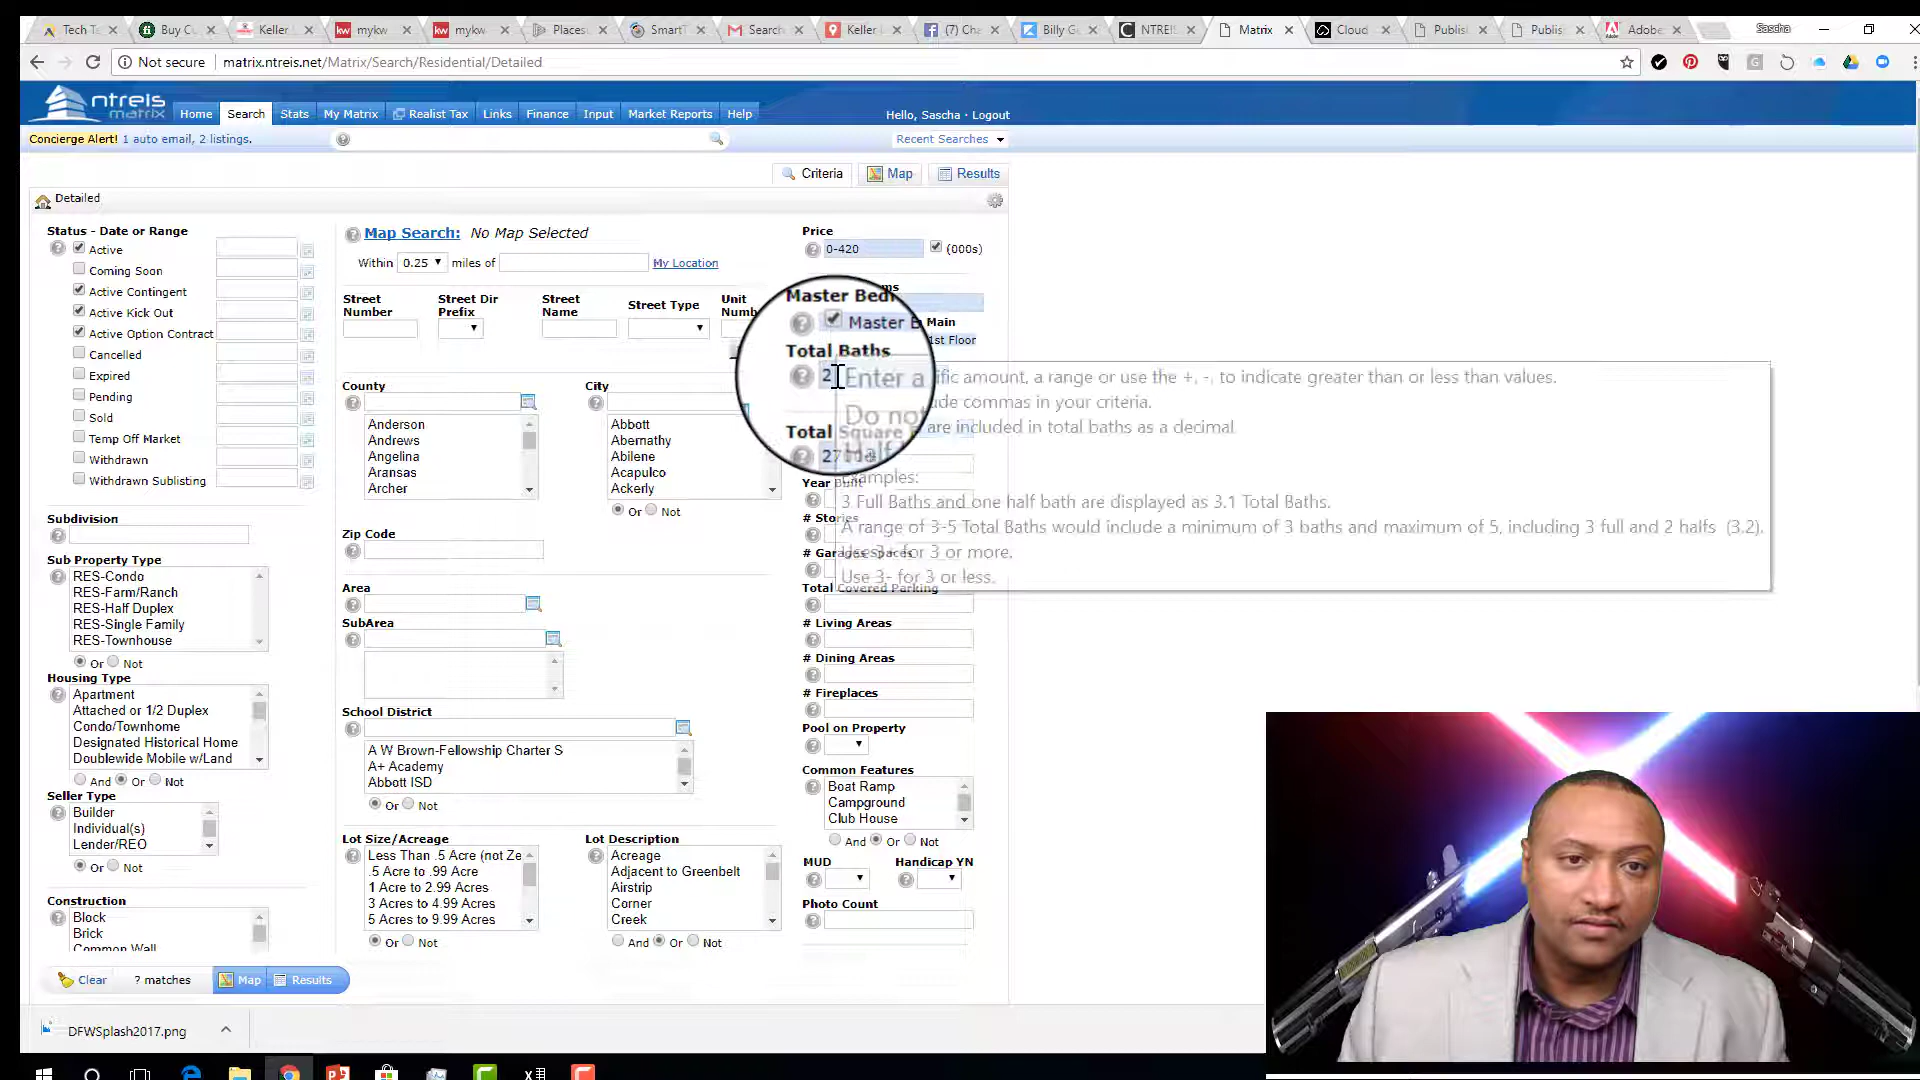 Tech T
Buy C
Keller
mykw
mykw
Places
SmartT
Search
Keller
(7) Ch
Billy G
NTREI
Matrix
Cloud
Publis
Publis
Adobe
Sascha
Not secure
matrix.ntreis.net/Matrix/Search/Residential/Detailed
ntreis
matrix
Home Search Stats My Matrix Realist Tax Links Finance Input Market Reports Help
Hello, Sascha · Logout
Concierge Alert! 1 auto email, 2 listings.
Recent Searches
Criteria Map Results
Detailed
Status - Date or Range
Active
Coming Soon
Active Contingent
Active Kick Out
Active Option Contract
Cancelled
Expired
Pending
Sold
Temp Off Market
Withdrawn
Withdrawn Sublisting
Subdivision
Sub Property Type
RES-Condo
RES-Farm/Ranch
RES-Half Duplex
RES-Single Family
RES-Townhouse
Or Not
Housing Type
Apartment
Attached or 1/2 Duplex
Condo/Townhome
Designated Historical Home
Doublewide Mobile w/Land
And Or Not
Seller Type
Builder
Individual(s)
Lender/REO
Or Not
Construction
Block
Brick
Common Wall
Map Search: No Map Selected
Within 0.25 miles of
My Location
Street Number
Street Dir Prefix
Street Name
Street Type
Unit
County
Anderson
Andrews
Angelina
Aransas
Archer
City
Abbott
Abernathy
Abilene
Acapulco
Ackerly
Or Not
Zip Code
Area
SubArea
School District
A W Brown-Fellowship Charter S
A+ Academy
Abbott ISD
Or Not
Lot Size/Acreage
Less Than .5 Acre (not Ze
.5 Acre to .99 Acre
1 Acre to 2.99 Acres
3 Acres to 4.99 Acres
5 Acres to 9.99 Acres
Or Not
Lot Description
Acreage
Adjacent to Greenbelt
Airstrip
Corner
Creek
And Or Not
Price
0-420 (000s)
Master Bed
Master B
Main
1st Floor
Total Baths
2
Enter a ific amount, a range or use the +, -, to indicate greater than or less than values.
Do not ude commas in your criteria.
Half are included in total baths as a decimal
Examples:
3 Full Baths and one half bath are displayed as 3.1 Total Baths.
A range of 3-5 Total Baths would include a minimum of 3 baths and maximum of 5, including 3 full and 2 halfs (3.2).
Use 3+ for 3 or more.
Use 3- for 3 or less.
Total Square
Year Built
# Stories
# Garage Spaces
Total Covered Parking
# Living Areas
# Dining Areas
# Fireplaces
Pool on Property
Common Features
Boat Ramp
Campground
Club House
And Or Not
MUD
Handicap YN
Photo Count
Clear ? matches Map Results
DFWSplash2017.png